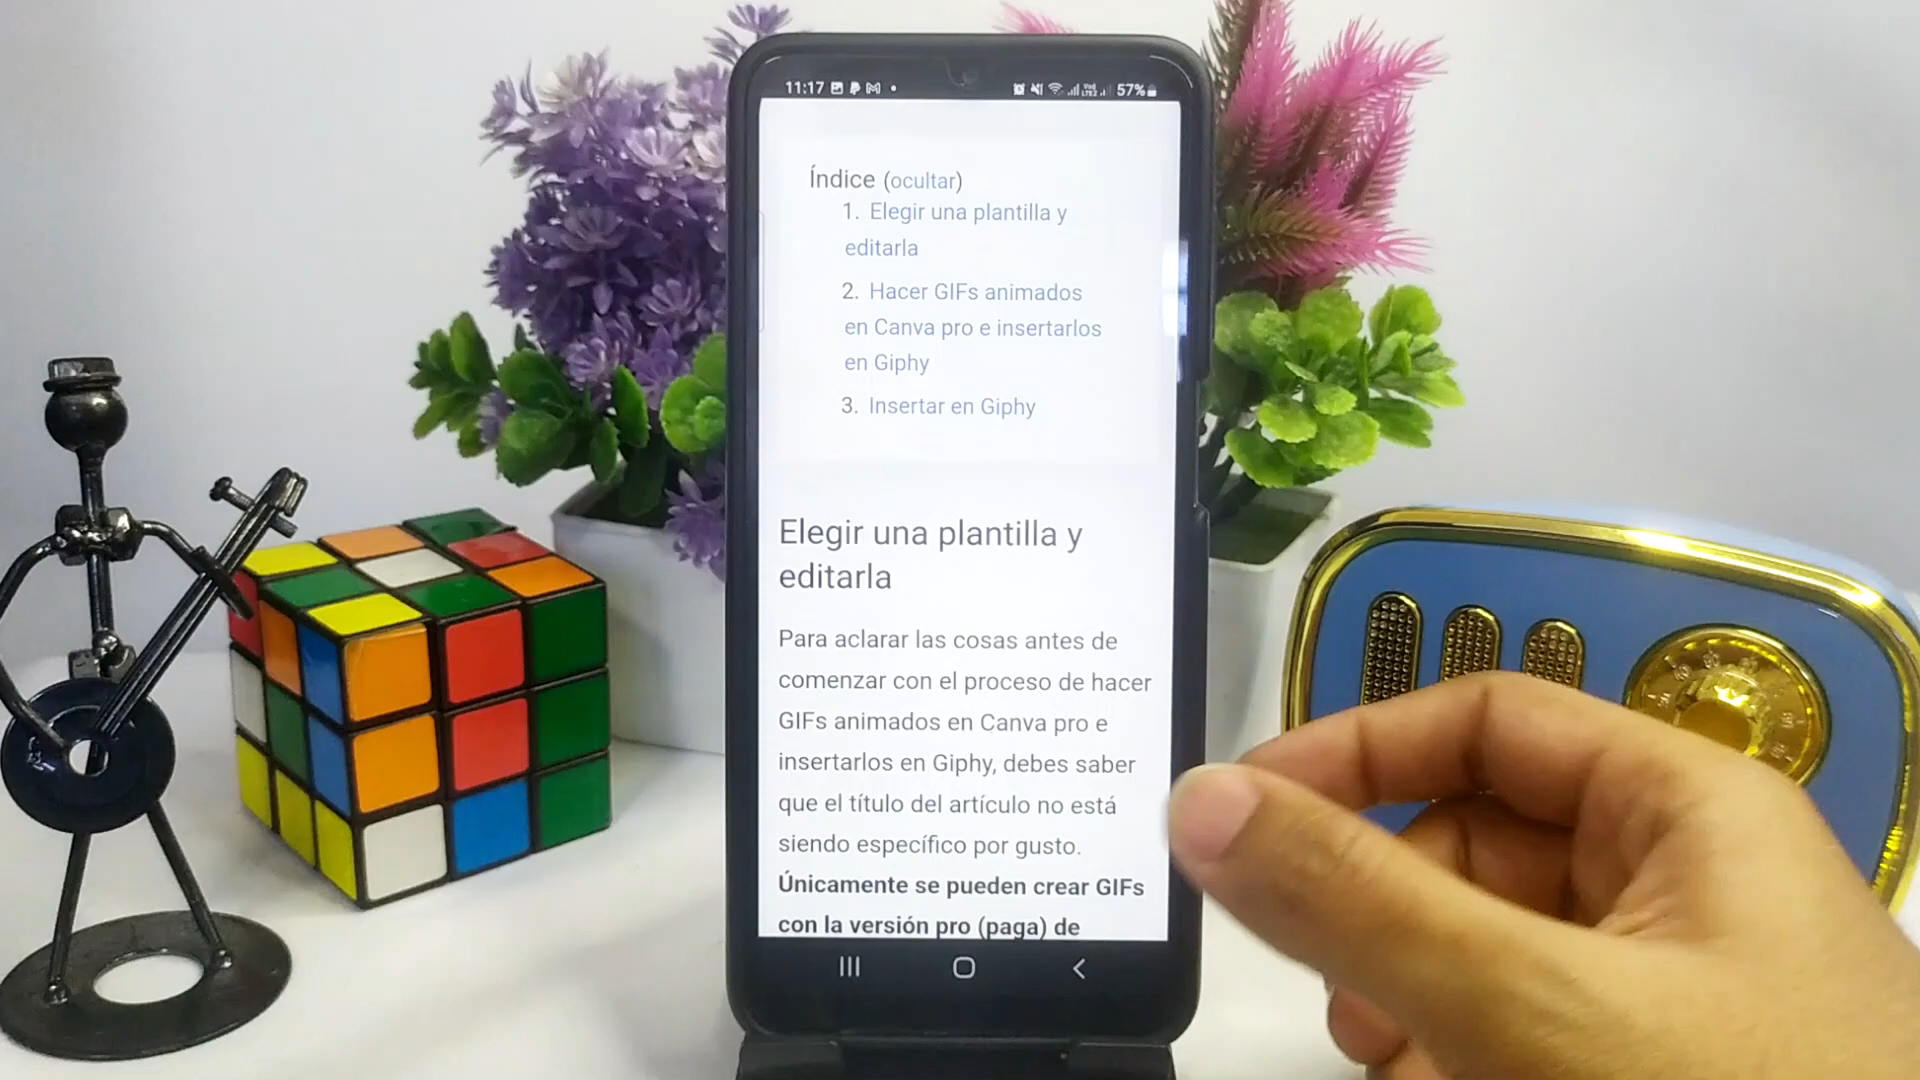 11:17 57%
Índice (ocultar)
1. Elegir una plantilla y
editarla
2. Hacer GIFs animados
en Canva pro e insertarlos
en Giphy
3. Insertar en Giphy
Elegir una plantilla y
editarla
Para aclarar las cosas antes de
comenzar con el proceso de hacer
GIFs animados en Canva pro e
insertarlos en Giphy, debes saber
que el título del artículo no está
siendo específico por gusto.
Únicamente se pueden crear GIFs
con la versión pro (paga) de